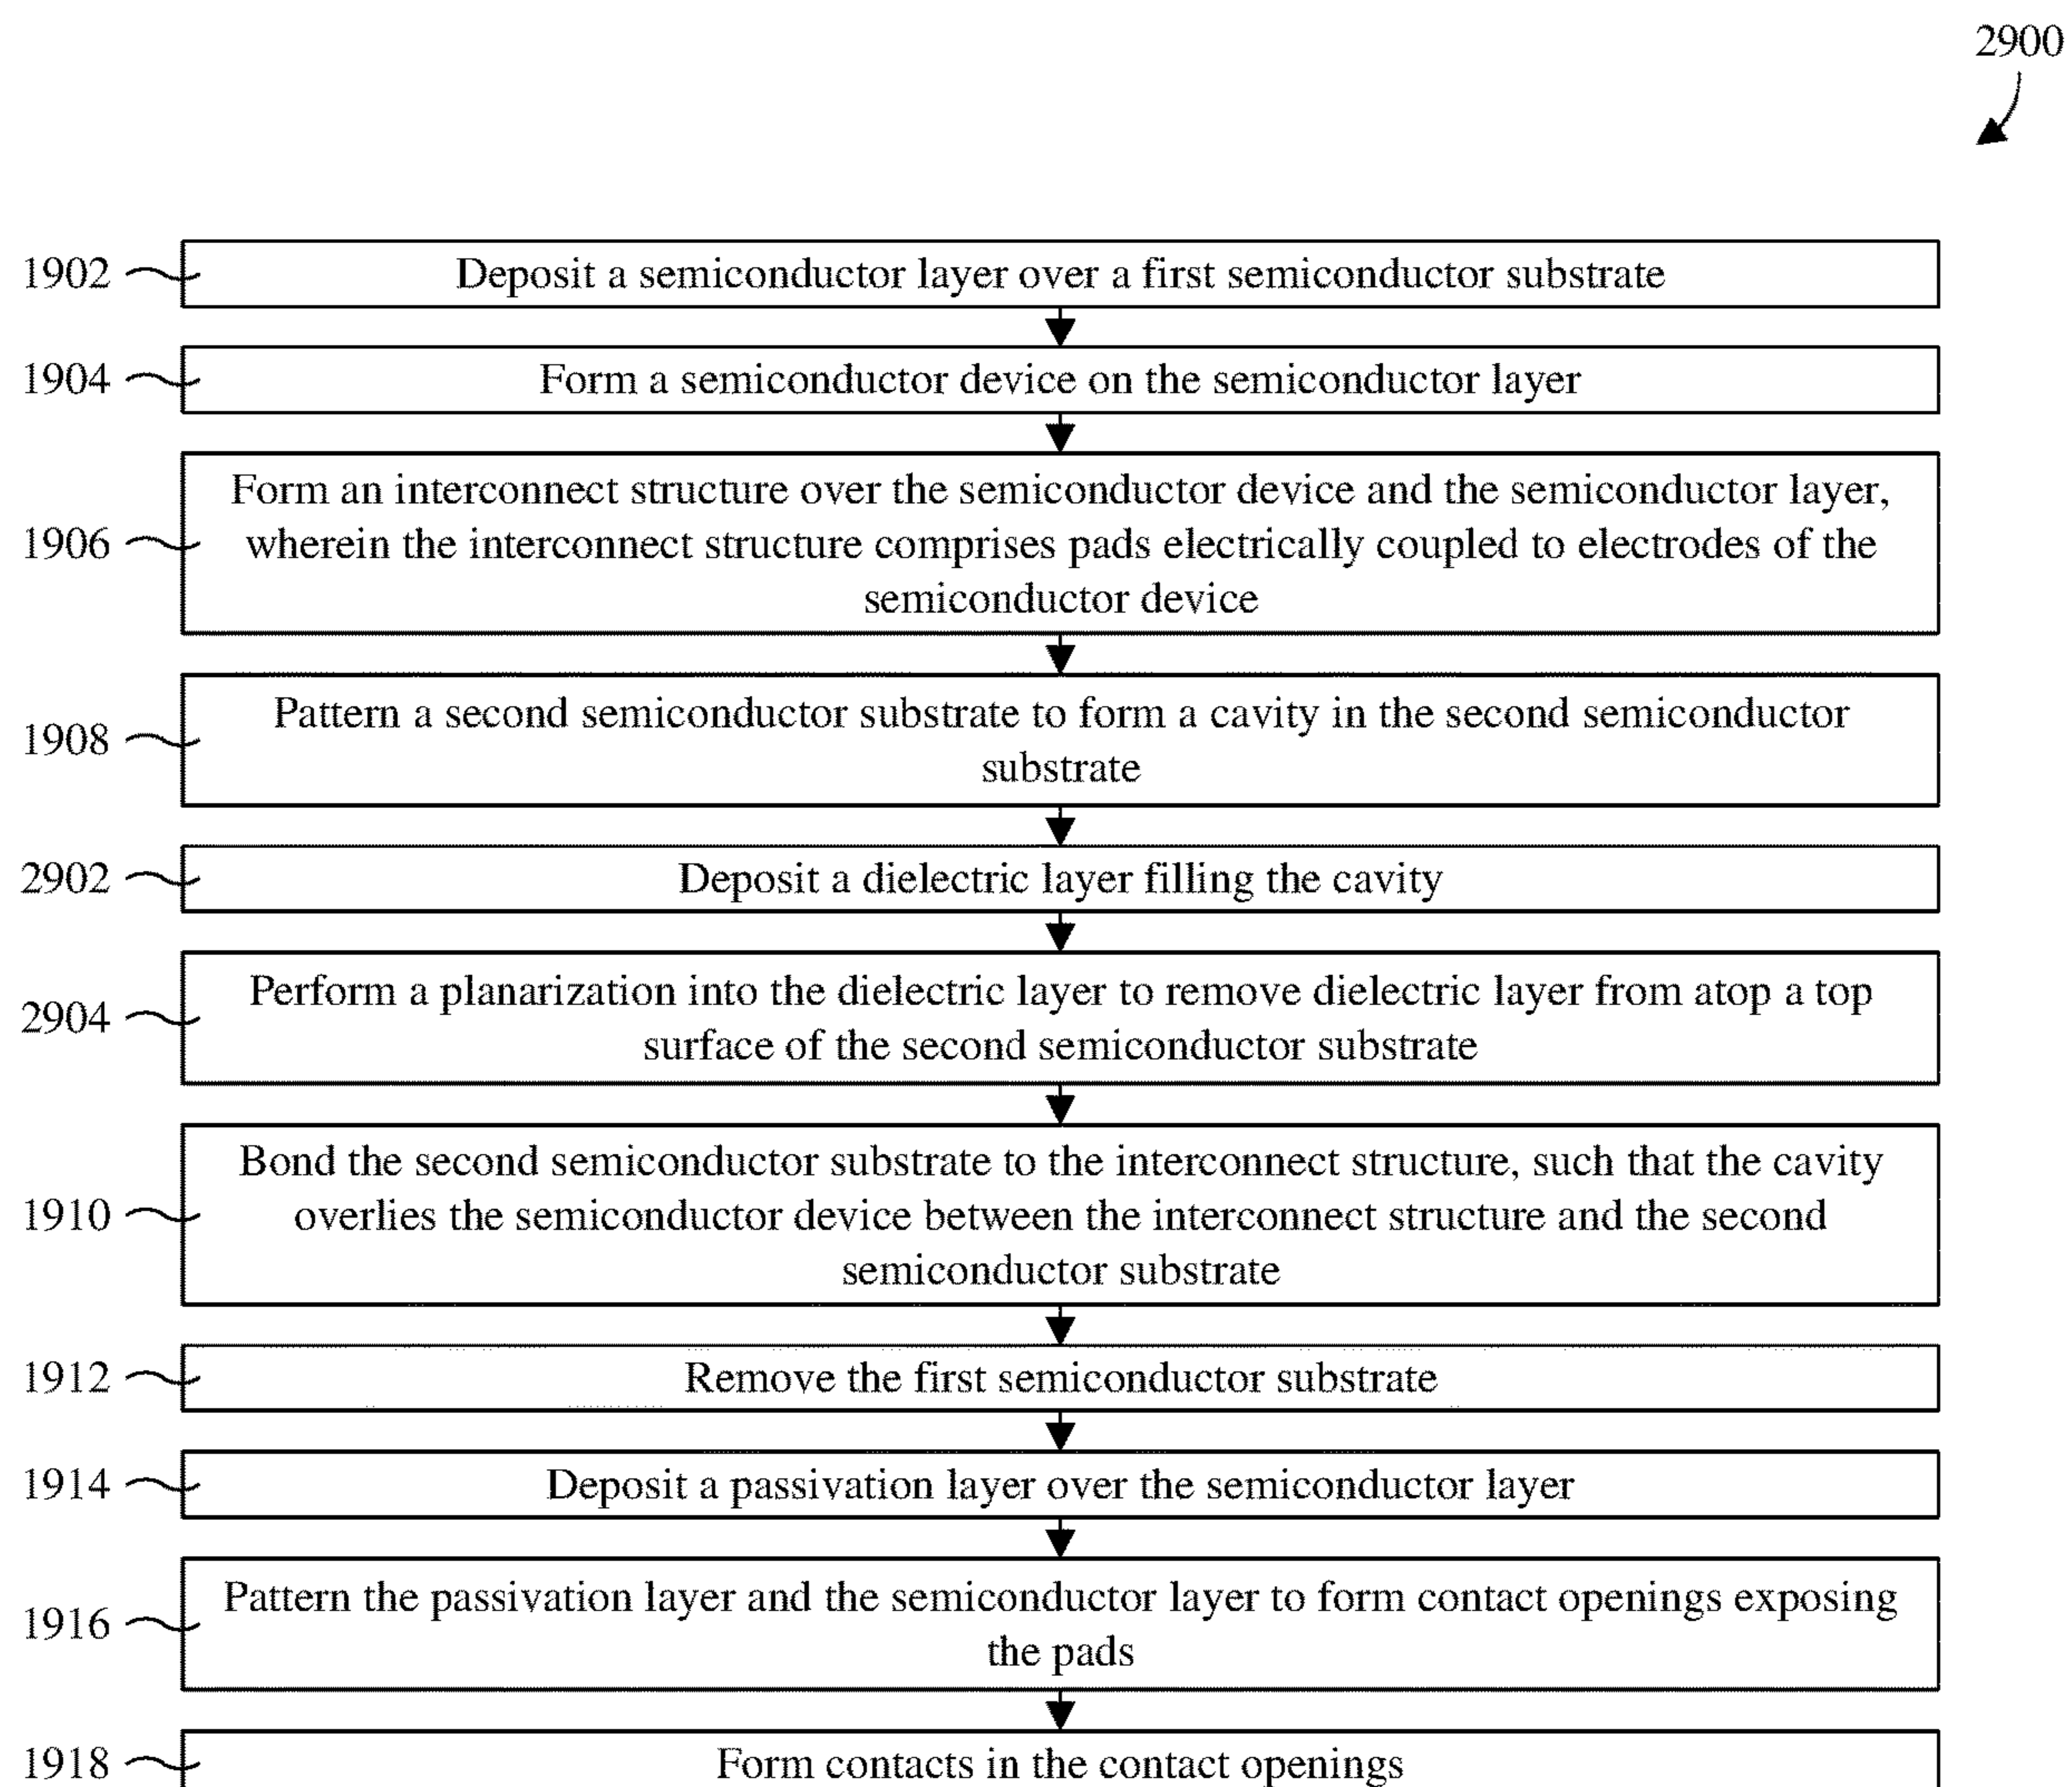 2900
1902
Deposit a semiconductor layer over a first semiconductor substrate
1904
Form a semiconductor device on the semiconductor layer
1906
Form an interconnect structure over the semiconductor device and the semiconductor layer,
wherein the interconnect structure comprises pads electrically coupled to electrodes of the
semiconductor device
1908
Pattern a second semiconductor substrate to form a cavity in the second semiconductor
substrate
2902
Deposit a dielectric layer filling the cavity
2904
Perform a planarization into the dielectric layer to remove dielectric layer from atop a top
surface of the second semiconductor substrate
1910
Bond the second semiconductor substrate to the interconnect structure, such that the cavity
overlies the semiconductor device between the interconnect structure and the second
semiconductor substrate
1912
Remove the first semiconductor substrate
1914
Deposit a passivation layer over the semiconductor layer
1916
Pattern the passivation layer and the semiconductor layer to form contact openings exposing
the pads
1918
Form contacts in the contact openings